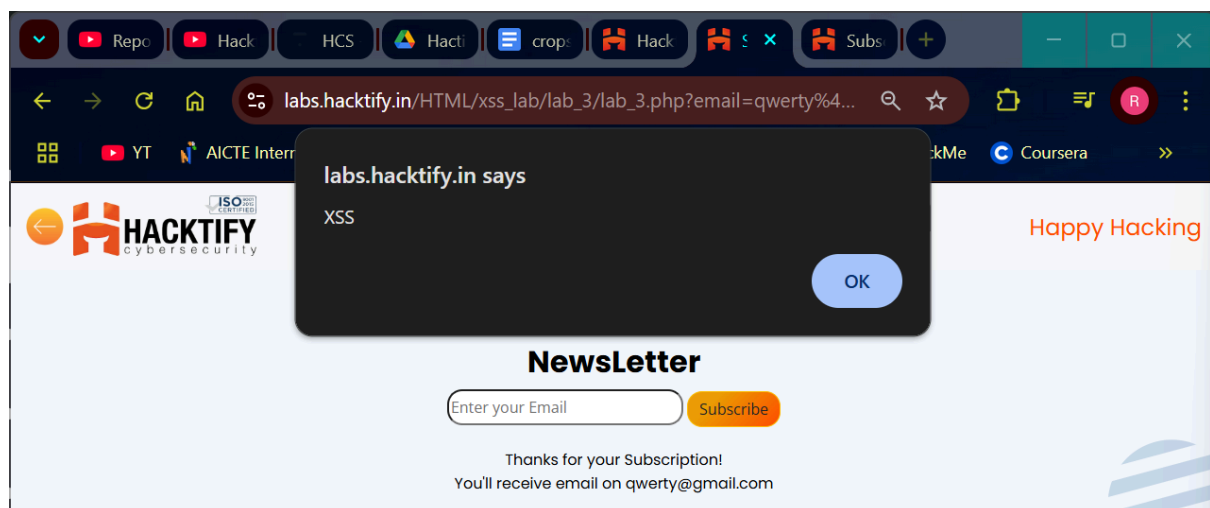 Repo
Hack
HCS
Hacti
crops
Hack
S
Subs
labs.hacktify.in/HTML/xss_lab/lab_3/lab_3.php?email=qwerty%4...
R
YT
AICTE Interr
ckMe
C Coursera
labs.hacktify.in says
XSS
OK
ISO
CERTIFIED
HACKTIFY
cybersecurity
Happy Hacking
NewsLetter
Enter your Email
Subscribe
Thanks for your Subscription!
You'll receive email on qwerty@gmail.com